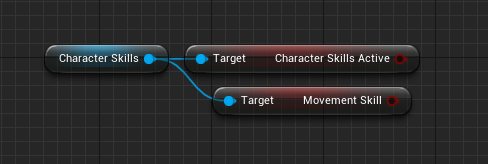 Character Skills
Target Character Skills Active
Target Movement Skill